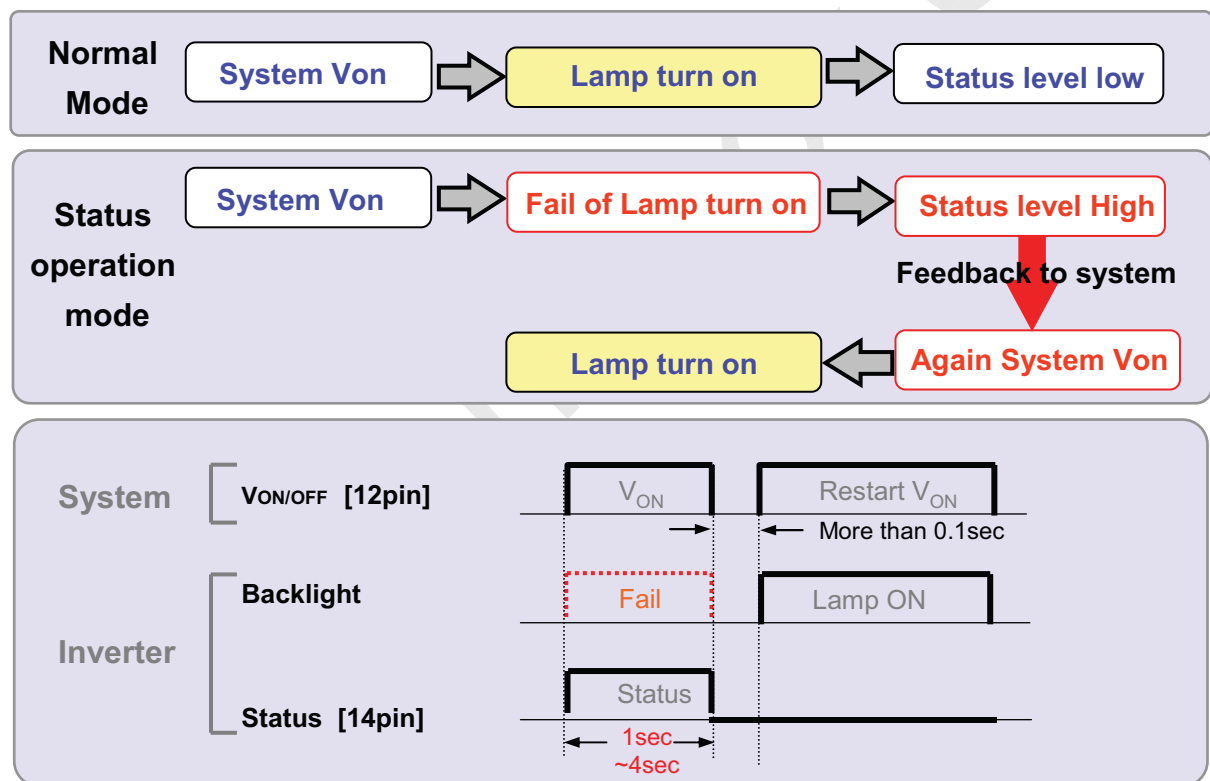 Normal
Mode
System Von
Lamp turn on
Status level low
Status
operation
mode
System Von
Fail of Lamp turn on
Status level High
Feedback to system
Lamp turn on
Again System Von
System
VON/OFF [12pin]
VON
Restart VON
More than 0.1sec
Inverter
Backlight
Fail
Lamp ON
Status [14pin]
Status
1sec
~4sec